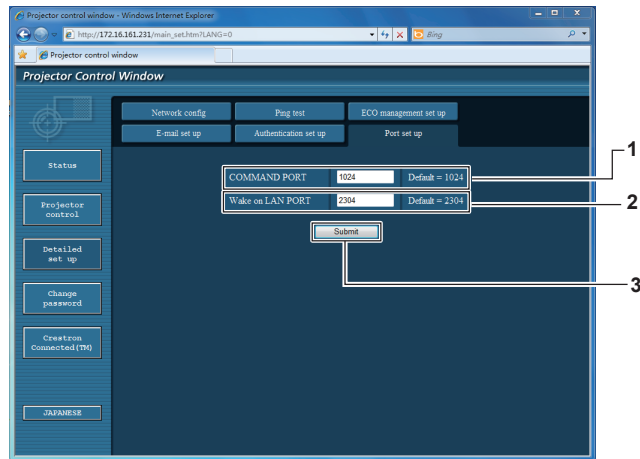 Projector control window - Windows Internet Explorer
http://172.16.161.231/main_set.htm?LANG=0
Bing
Projector control window
Projector Control Window
Network config
Ping test
ECO management set up
E-mail set up
Authentication set up
Port set up
Status
Projector
control
Detailed
set up
Change
password
Crestron
Connected(TM)
JAPANESE
COMMAND PORT 1024 Default = 1024
Wake on LAN PORT 2304 Default = 2304
Submit
1
2
3